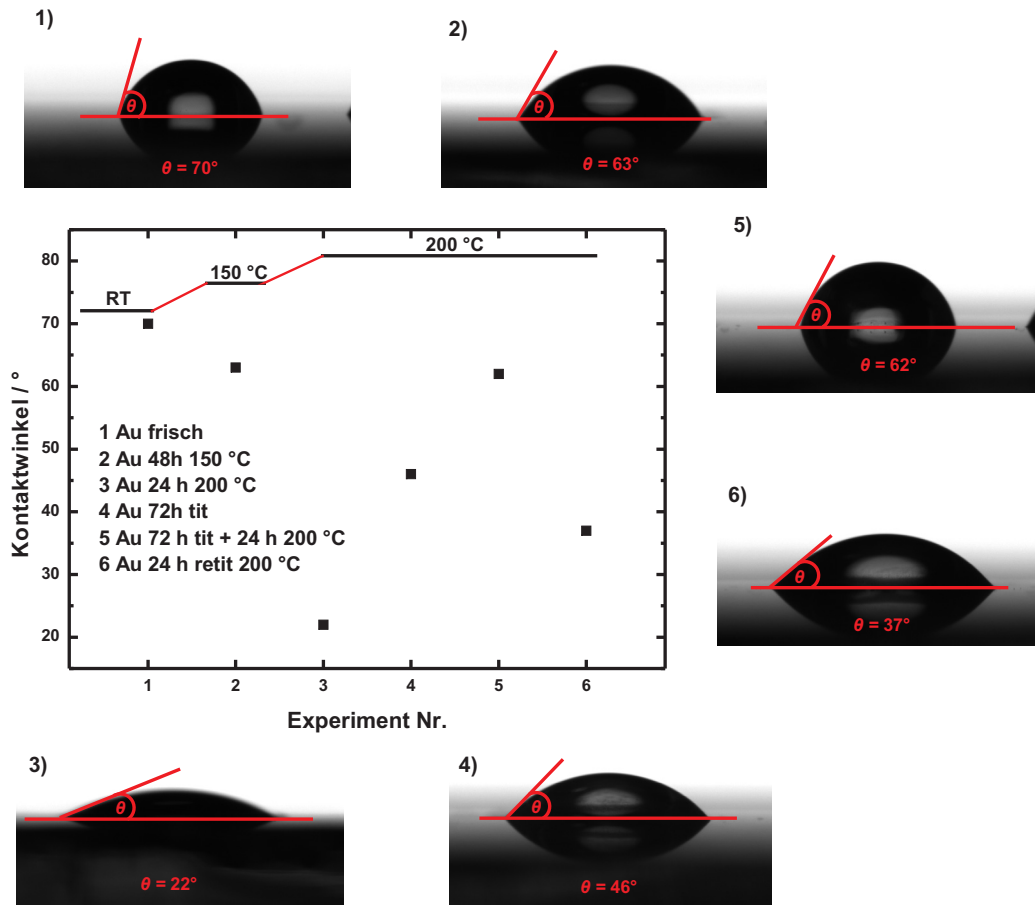 1)
θ
θ = 70°
2)
θ
θ = 63°
5)
θ
θ = 62°
6)
θ
θ = 37°
Kontaktwinkel / °
80
70
60
50
40
30
20
RT
150 °C
200 °C
1 Au frisch
2 Au 48h 150 °C
3 Au 24 h 200 °C
4 Au 72h tit
5 Au 72 h tit + 24 h 200 °C
6 Au 24 h retit 200 °C
1 2 3 4 5 6
Experiment Nr.
3)
θ
θ = 22°
4)
θ
θ = 46°